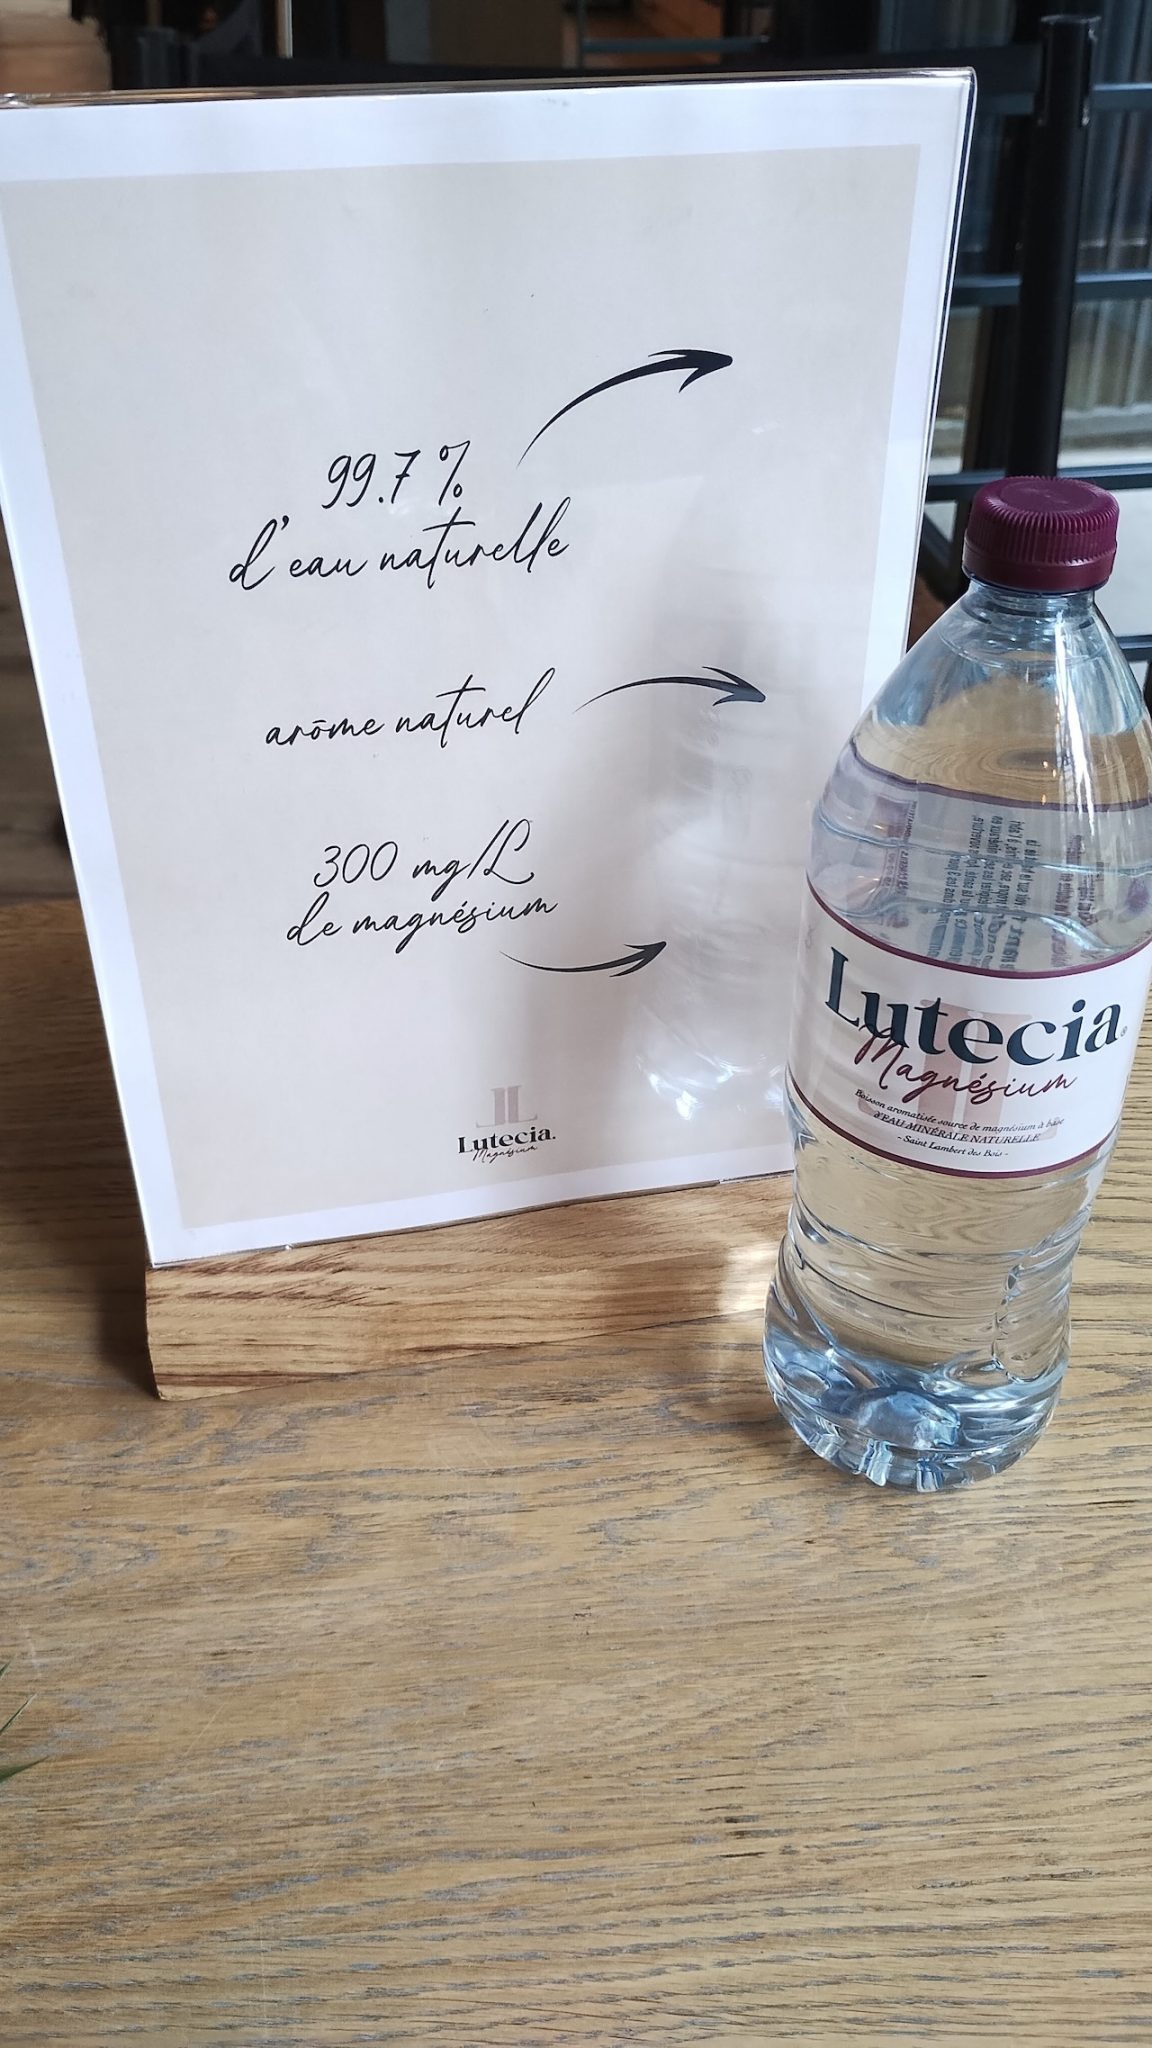 99.7 %
d'eau naturelle
arôme naturel
300 mg/L
de magnésium
Lutecia.
Magnésium
Lutecia®
Magnésium
Boisson aromatisée source de magnésium à base
d'EAU MINÉRALE NATURELLE
- Saint Lambert des Bois -